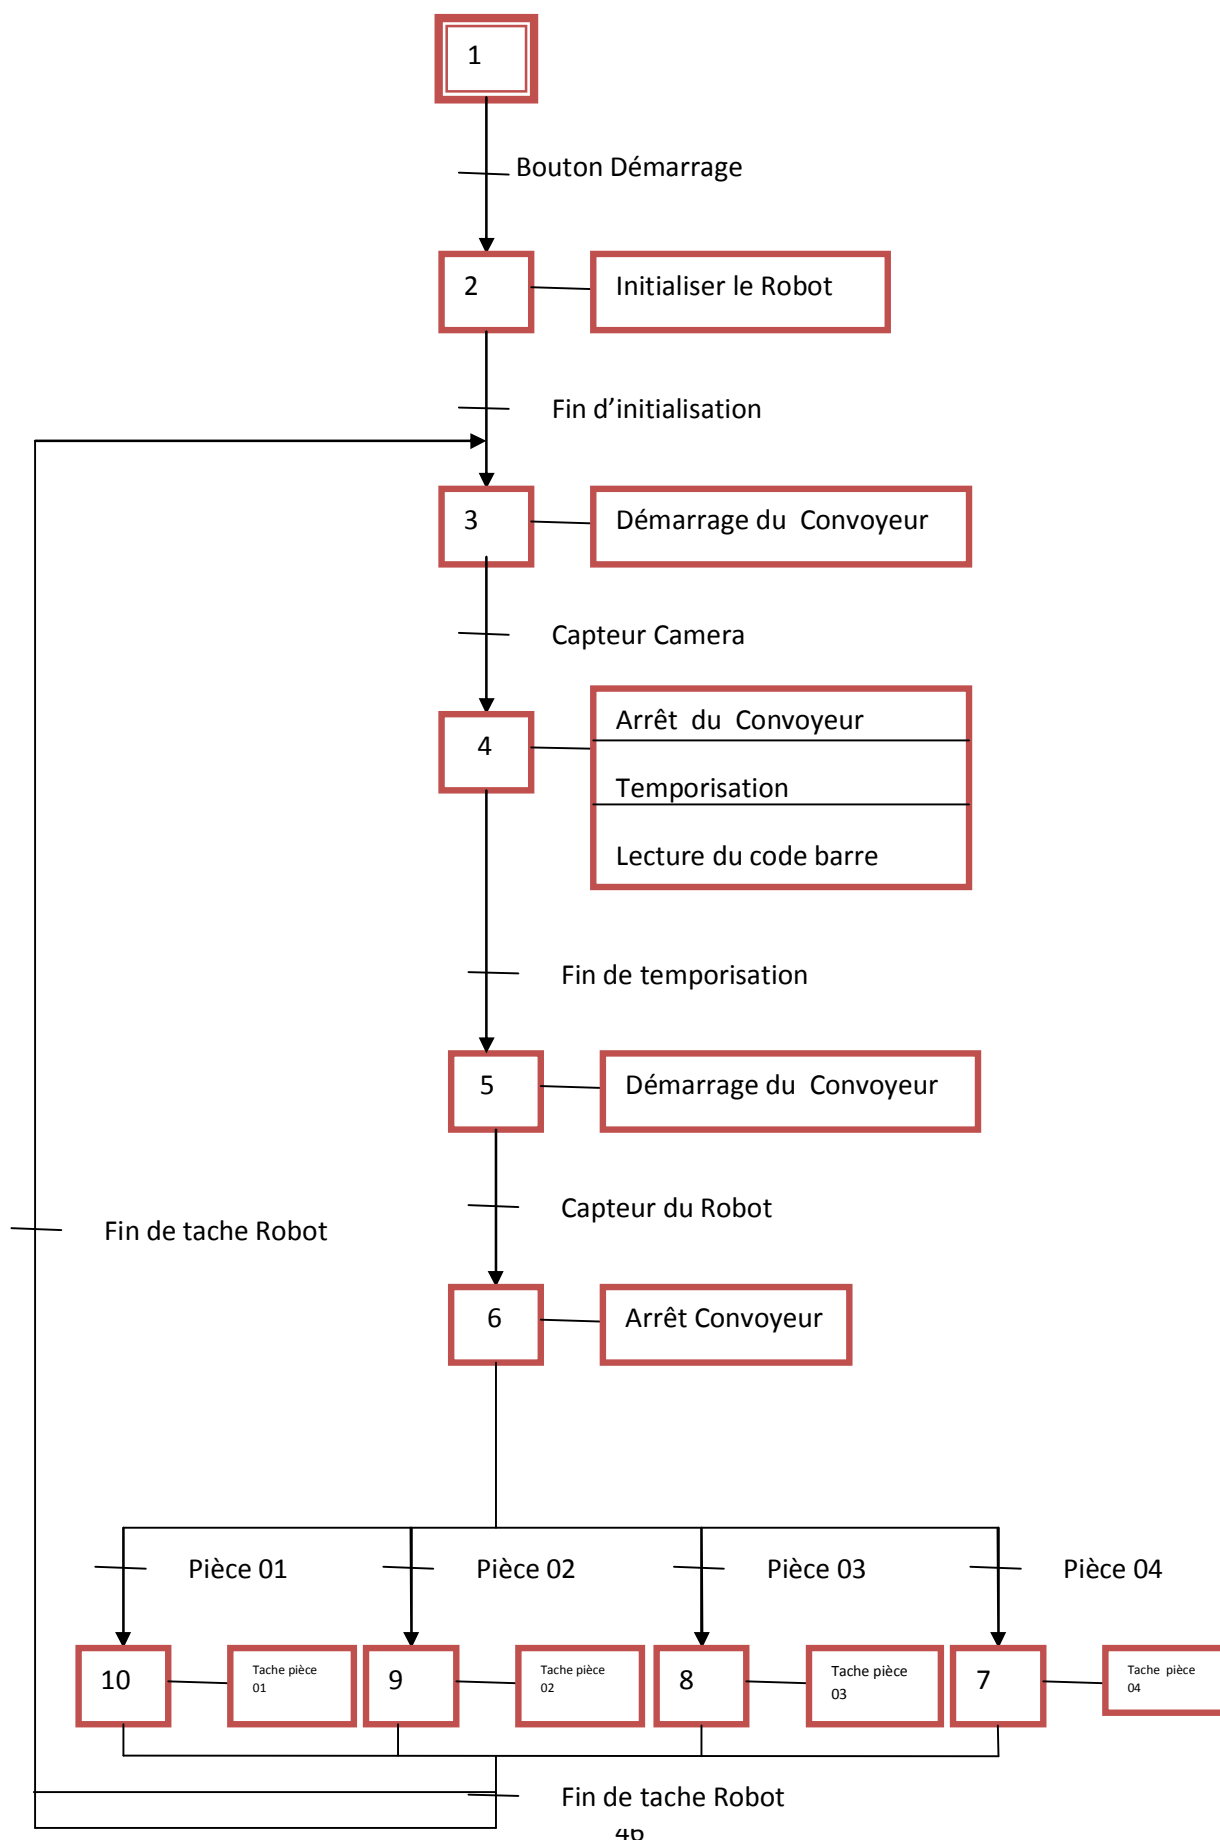 1
Bouton Démarrage
2
Initialiser le Robot
Fin d’initialisation
3
Démarrage du Convoyeur
Capteur Camera
4
Arrêt du Convoyeur
Temporisation
Lecture du code barre
Fin de temporisation
5
Démarrage du Convoyeur
Capteur du Robot
Fin de tache Robot
6
Arrêt Convoyeur
Pièce 01
Pièce 02
Pièce 03
Pièce 04
10
Tache pièce
01
9
Tache pièce
02
8
Tache pièce
03
7
Tache pièce
04
Fin de tache Robot
46